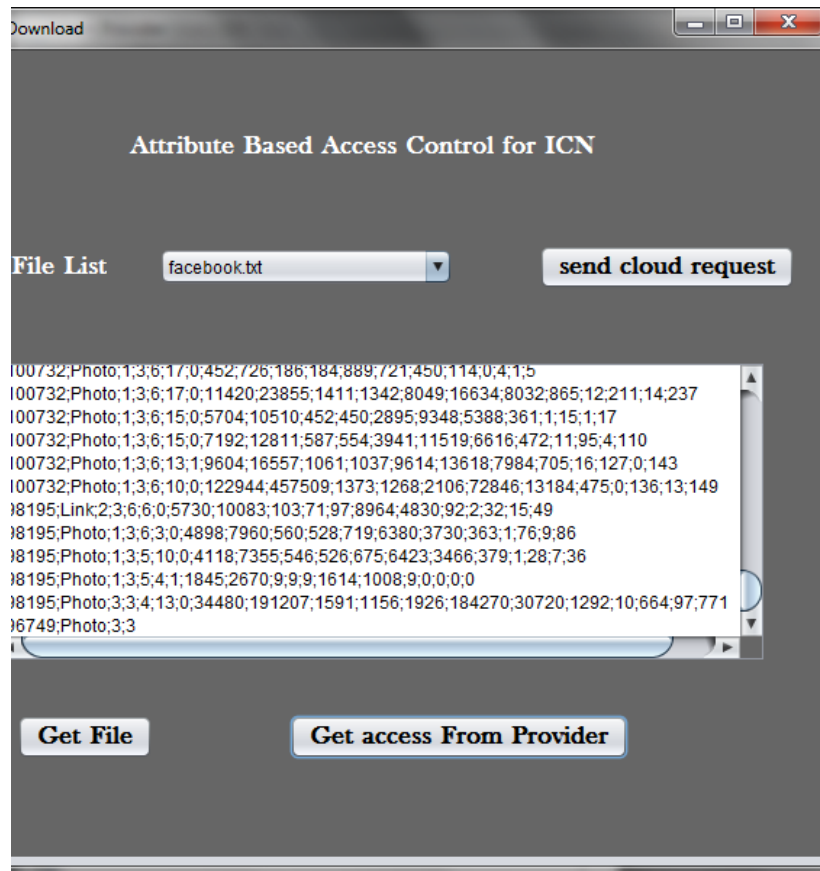 Download
Attribute Based Access Control for ICN
File List
facebook.txt
send cloud request
100732;Photo;1;3;6;17;0;452;726;186;184;889;721;450;114;0;4;1;5
100732;Photo;1;3;6;17;0;11420;23855;1411;1342;8049;16634;8032;865;12;211;14;237
100732;Photo;1;3;6;15;0;5704;10510;452;450;2895;9348;5388;361;1;15;1;17
100732;Photo;1;3;6;15;0;7192;12811;587;554;3941;11519;6616;472;11;95;4;110
100732;Photo;1;3;6;13;1;9604;16557;1061;1037;9614;13618;7984;705;16;127;0;143
100732;Photo;1;3;6;10;0;122944;457509;1373;1268;2106;72846;13184;475;0;136;13;149
98195;Link;2;3;6;6;0;5730;10083;103;71;97;8964;4830;92;2;32;15;49
98195;Photo;1;3;6;3;0;4898;7960;560;528;719;6380;3730;363;1;76;9;86
98195;Photo;1;3;5;10;0;4118;7355;546;526;675;6423;3466;379;1;28;7;36
98195;Photo;1;3;5;4;1;1845;2670;9;9;9;1614;1008;9;0;0;0;0
98195;Photo;3;3;4;13;0;34480;191207;1591;1156;1926;184270;30720;1292;10;664;97;771
96749;Photo;3;3
Get File
Get access From Provider